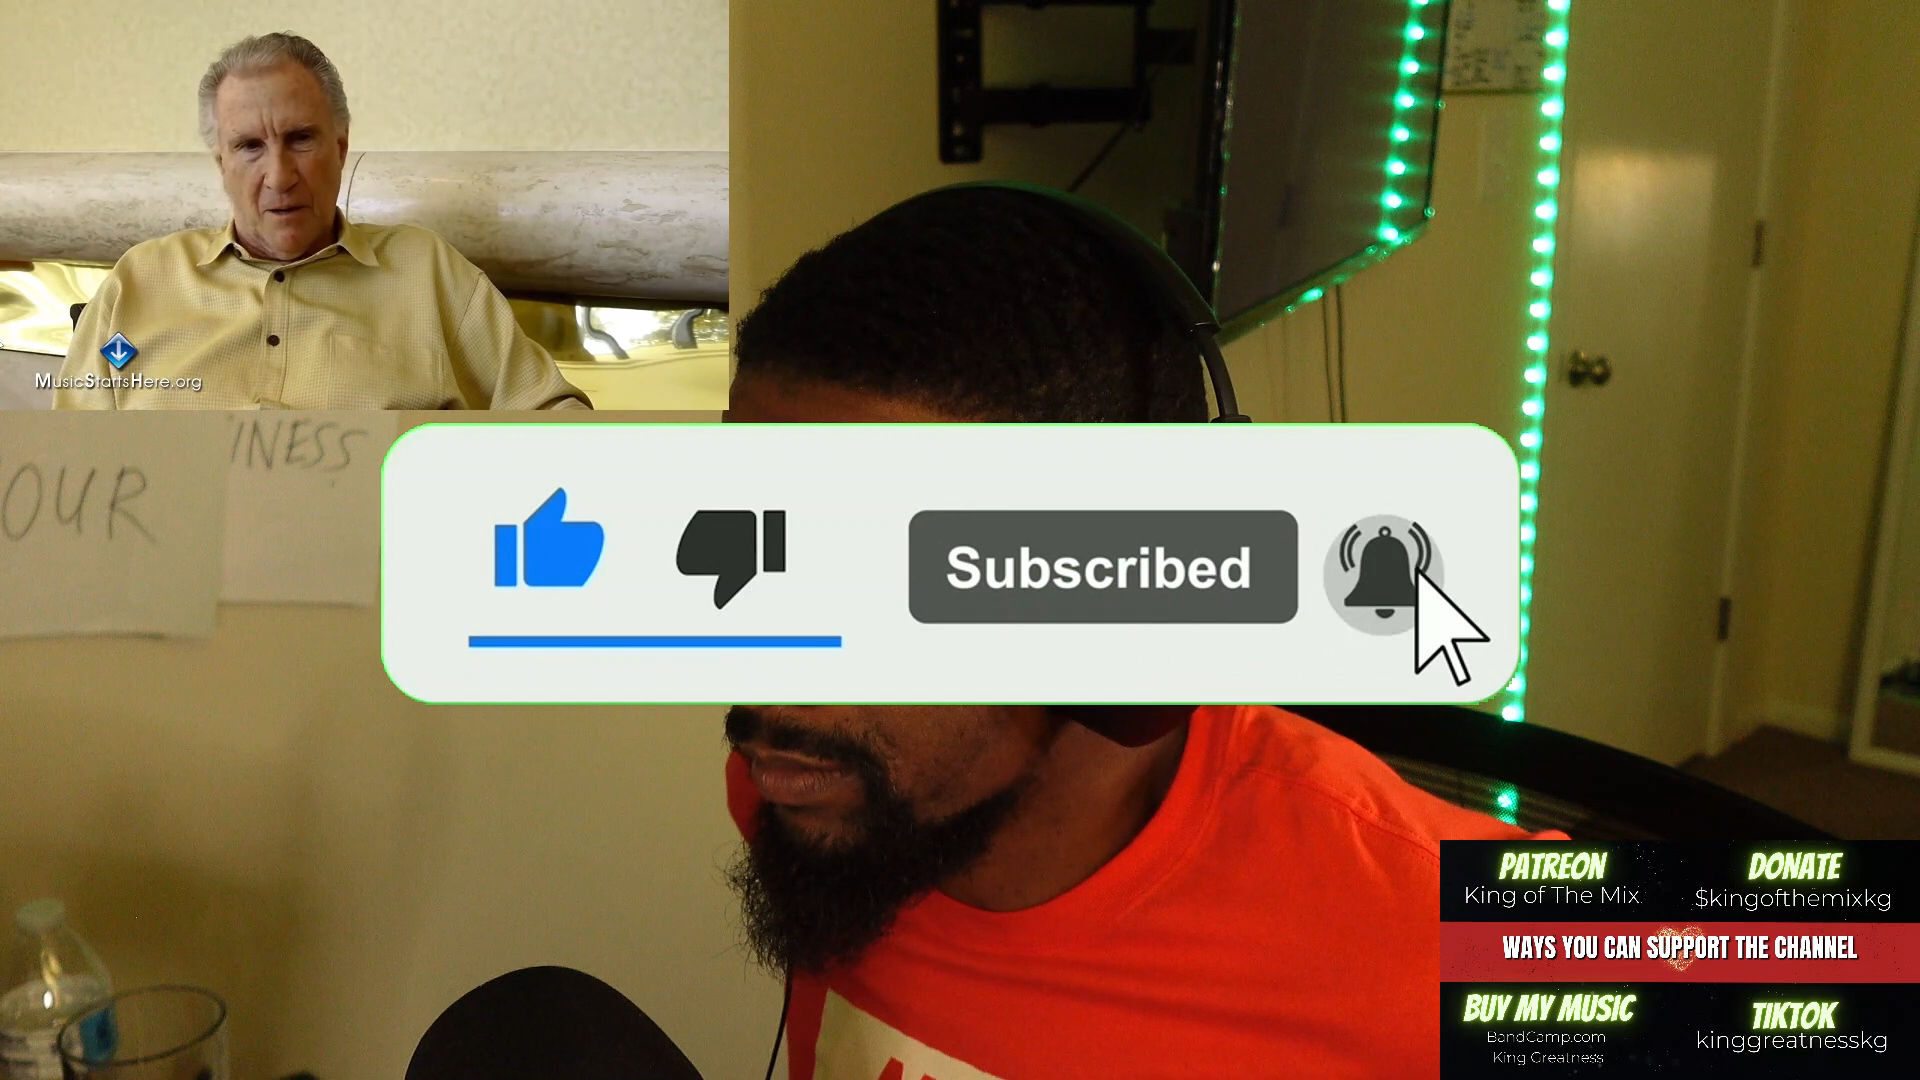 MusicStartsHere.org
OUR
INESS
Subscribed
PATREON
King of The Mix
DONATE
$kingofthemixkg
WAYS YOU CAN SUPPORT THE CHANNEL
BUY MY MUSIC
BandCamp.com
King Greatness
TIKTOK
kinggreatnesskg